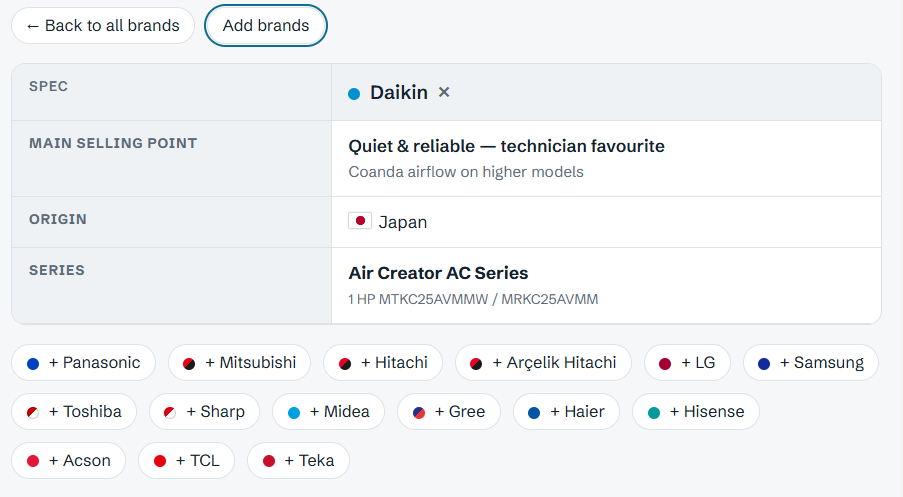 ← Back to all brands
Add brands
SPEC
Daikin ×
MAIN SELLING POINT
Quiet & reliable — technician favourite
Coanda airflow on higher models
ORIGIN
Japan
SERIES
Air Creator AC Series
1 HP MTKC25AVMMW / MRKC25AVMM
+ Panasonic
+ Mitsubishi
+ Hitachi
+ Arçelik Hitachi
+ LG
+ Samsung
+ Toshiba
+ Sharp
+ Midea
+ Gree
+ Haier
+ Hisense
+ Acson
+ TCL
+ Teka